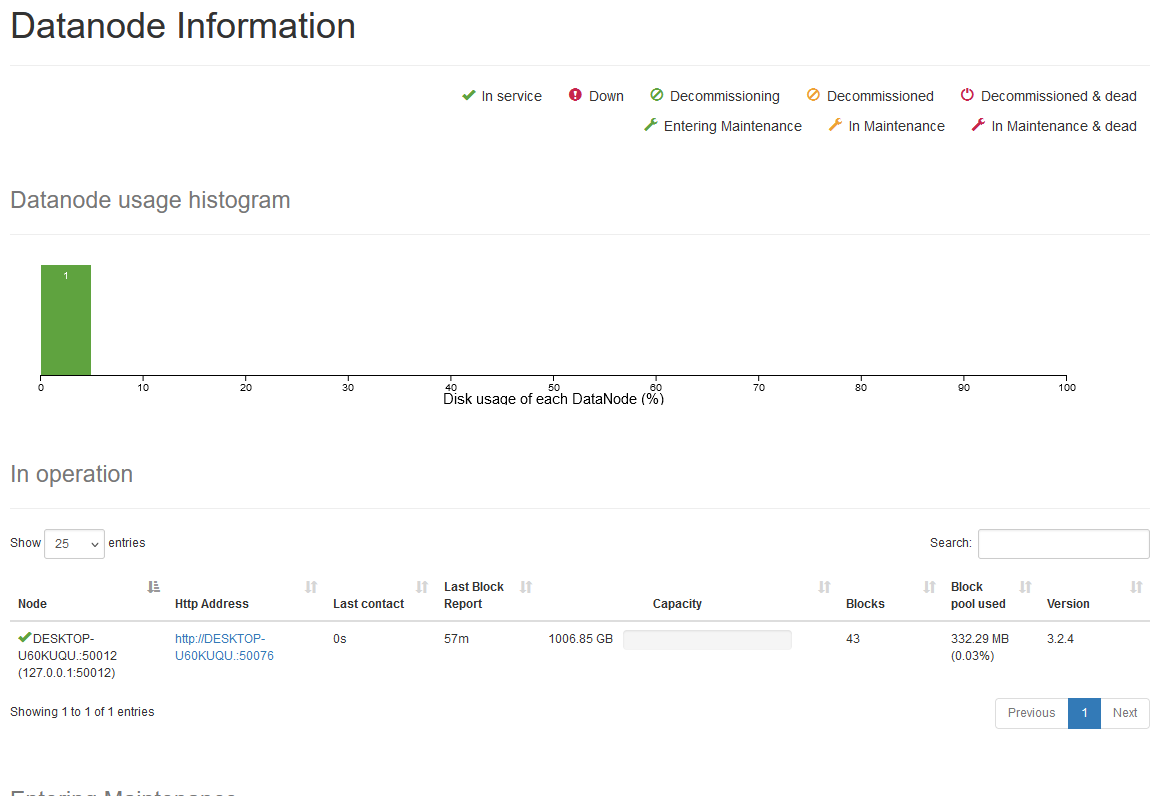 Datanode Information
In service Down Decommissioning Decommissioned Decommissioned & dead
Entering Maintenance In Maintenance In Maintenance & dead
Datanode usage histogram
1
0 10 20 30 40 50 60 70 80 90 100
Disk usage of each DataNode (%)
In operation
Show 25 entries Search:
Node Http Address Last contact Last Block Report Capacity Blocks Block pool used Version
DESKTOP- http://DESKTOP- 0s 57m 1006.85 GB 43 332.29 MB 3.2.4
U60KUQU.:50012 U60KUQU.:50076 (0.03%)
(127.0.0.1:50012)
Showing 1 to 1 of 1 entries Previous 1 Next
Entering Maintenance